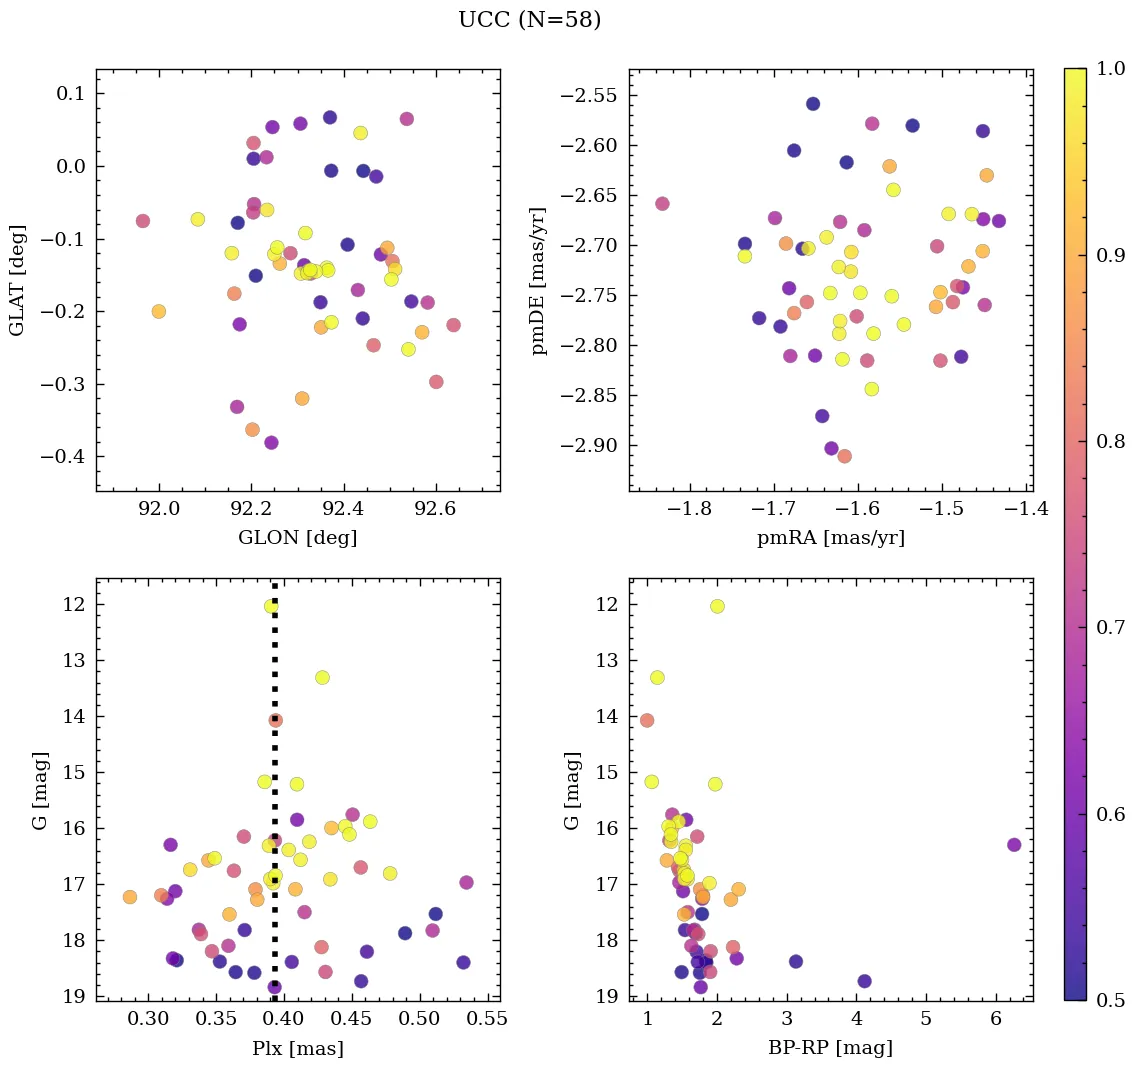 UCC (N=58)
0.1
0.0
−0.1
−0.2
−0.3
−0.4
GLAT [deg]
92.0 92.2 92.4 92.6
GLON [deg]
−2.55
−2.60
−2.65
−2.70
−2.75
−2.80
−2.85
−2.90
pmDE [mas/yr]
−1.8 −1.7 −1.6 −1.5 −1.4
pmRA [mas/yr]
12
13
14
15
16
17
18
19
G [mag]
0.30 0.35 0.40 0.45 0.50 0.55
Plx [mas]
12
13
14
15
16
17
18
19
G [mag]
1 2 3 4 5 6
BP-RP [mag]
1.0
0.9
0.8
0.7
0.6
0.5